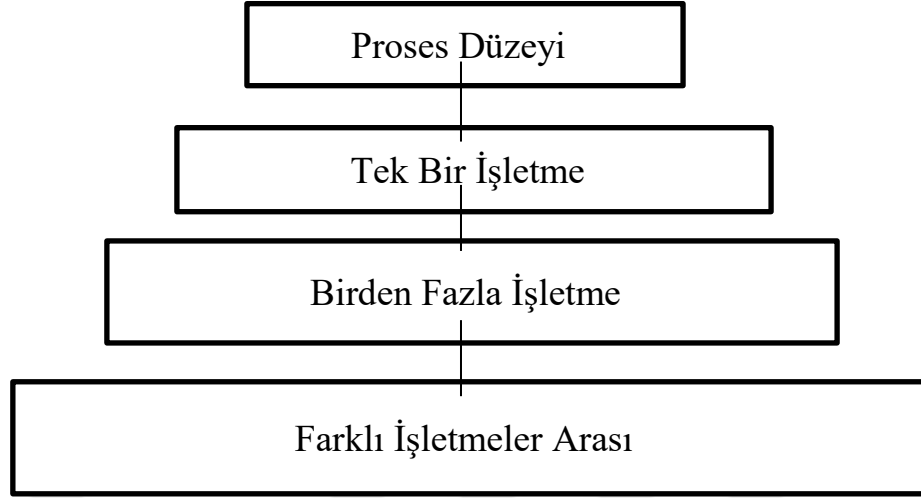 Proses Düzeyi
Tek Bir İşletme
Birden Fazla İşletme
Farklı İşletmeler Arası